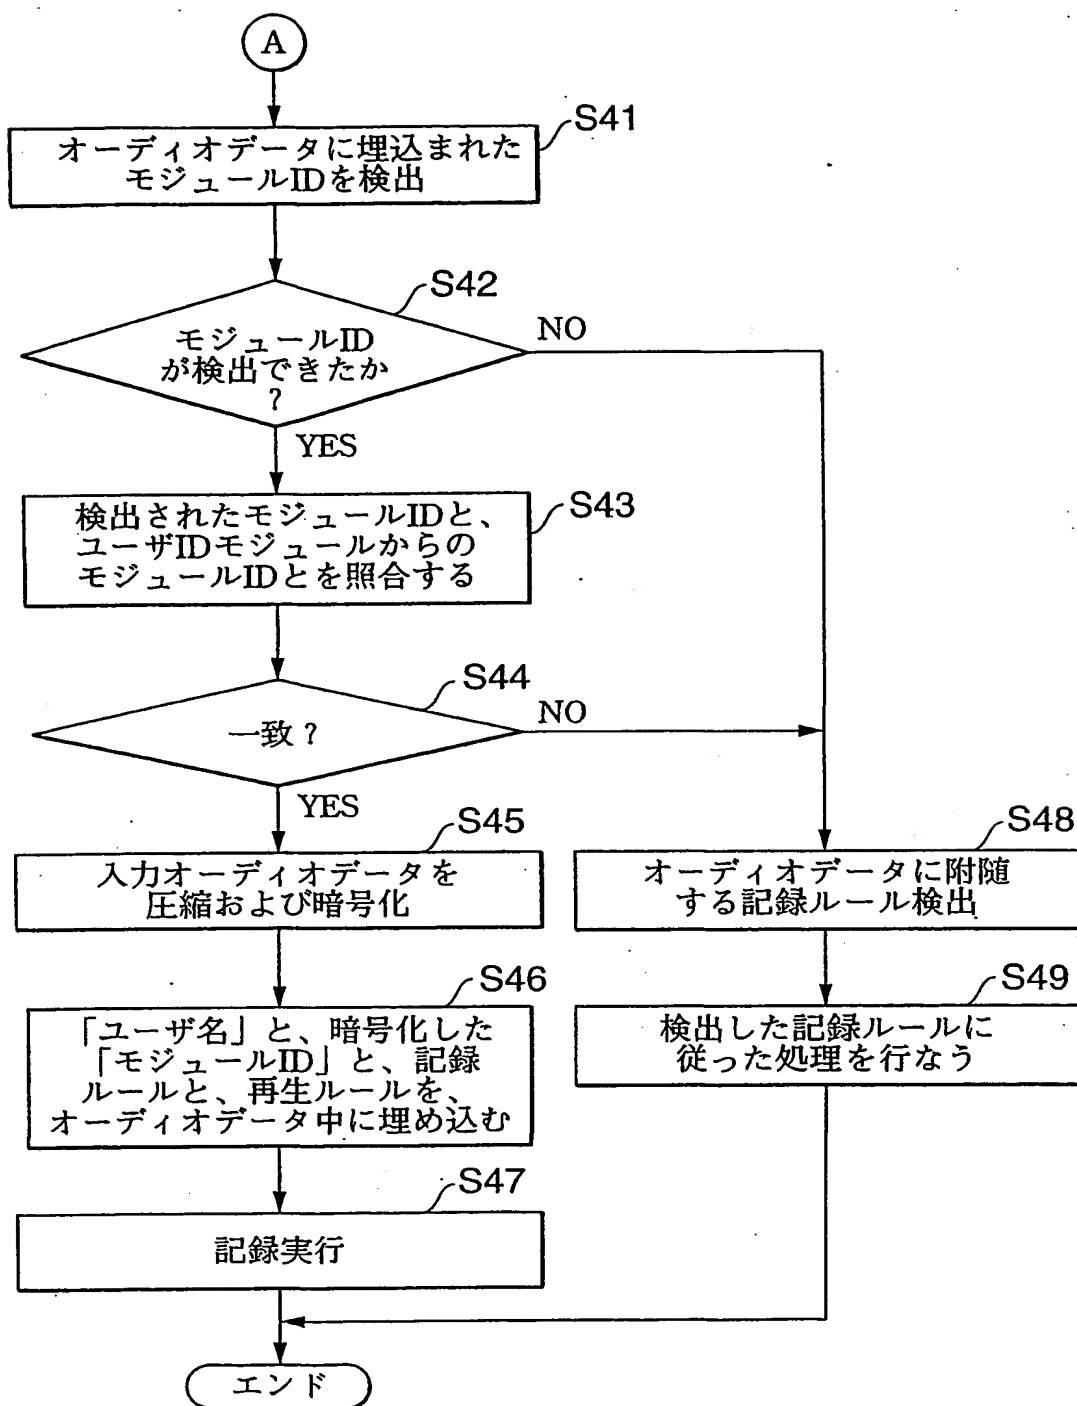 A
S41
オーディオデータに埋込まれた
モジュールIDを検出
S42
モジュールID
が検出できたか
?
NO
YES
S43
検出されたモジュールIDと、
ユーザIDモジュールからの
モジュールIDとを照合する
S44
一致?
NO
YES
S45
入力オーディオデータを
圧縮および暗号化
S48
オーディオデータに附随
する記録ルール検出
S46
「ユーザ名」と、暗号化した
「モジュールID」と、記録
ルールと、再生ルールを、
オーディオデータ中に埋め込む
S49
検出した記録ルールに
従った処理を行なう
S47
記録実行
エンド